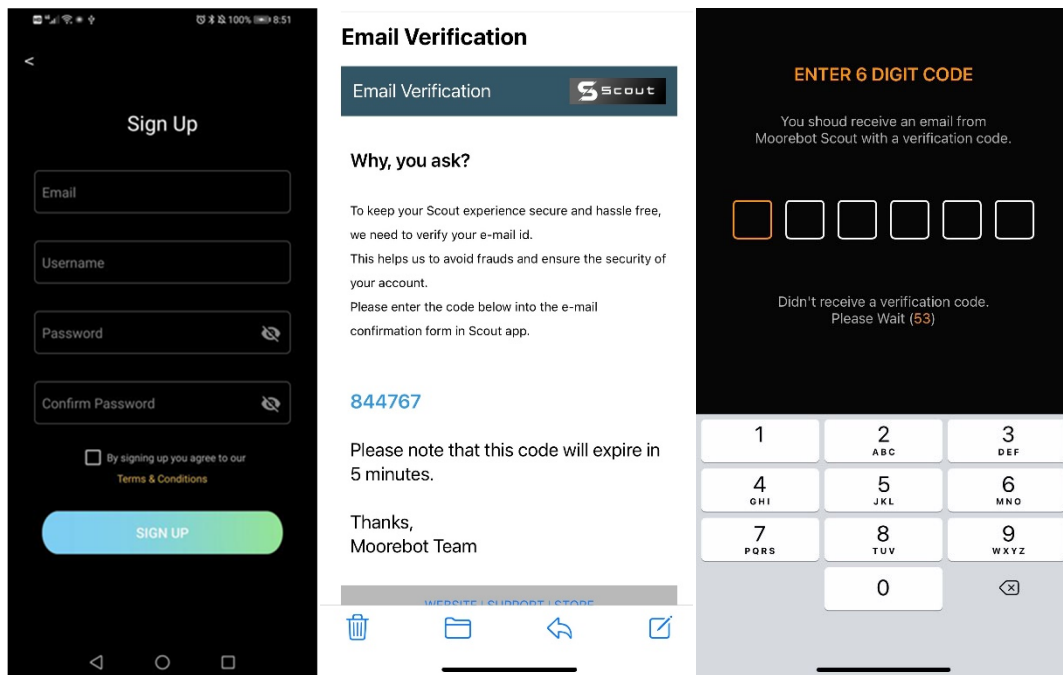 100% 8:51
<
Sign Up
Email
Username
Password
Confirm Password
By signing up you agree to our
Terms & Conditions
SIGN UP
Email Verification
Email Verification
Scout
Why, you ask?
To keep your Scout experience secure and hassle free,
we need to verify your e-mail id.
This helps us to avoid frauds and ensure the security of
your account.
Please enter the code below into the e-mail
confirmation form in Scout app.
844767
Please note that this code will expire in
5 minutes.
Thanks,
Moorebot Team
WEBSITE | SUPPORT | STORE
ENTER 6 DIGIT CODE
You shoud receive an email from
Moorebot Scout with a verification code.
Didn't receive a verification code.
Please Wait (53)
1 2 3
ABC DEF
4 5 6
GHI JKL MNO
7 8 9
PQRS TUV WXYZ
0